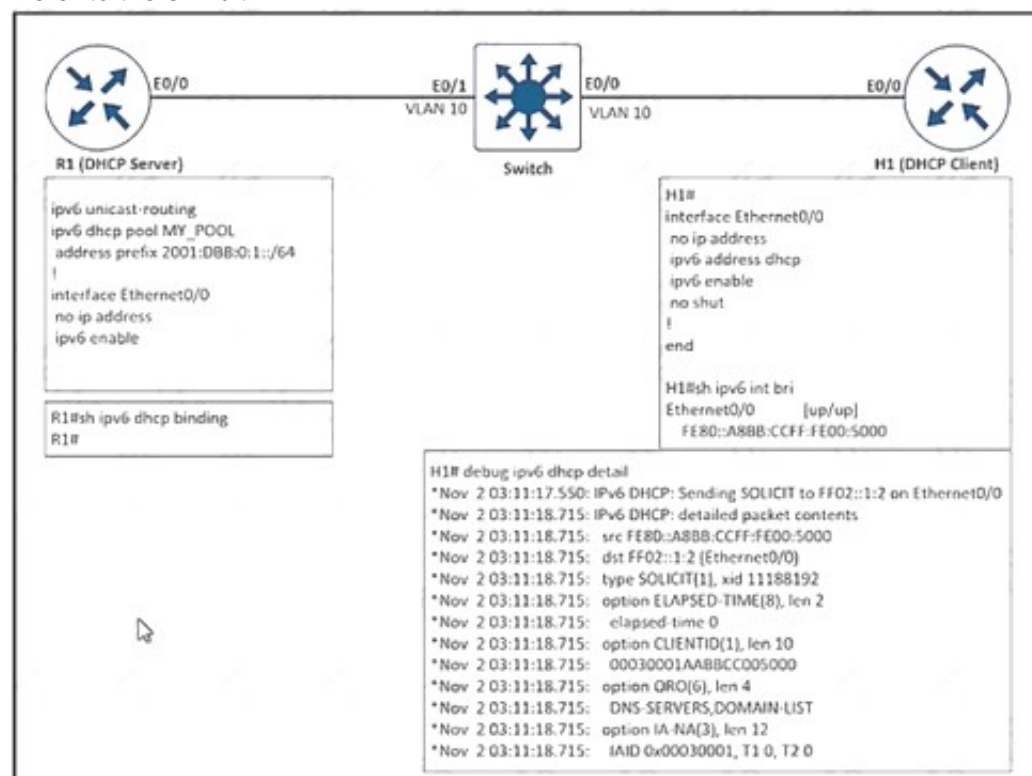 E0/0
E0/1
VLAN 10
E0/0
VLAN 10
E0/0
R1 (DHCP Server)
Switch
H1 (DHCP Client)
ipv6 unicast-routing
ipv6 dhcp pool MY_POOL
address prefix 2001:DBB:0:1::/64
!
interface Ethernet0/0
no ip address
ipv6 enable
R1#sh ipv6 dhcp binding
R1#
H1#
interface Ethernet0/0
no ip address
ipv6 address dhcp
ipv6 enable
no shut
!
end
H1#sh ipv6 int bri
Ethernet0/0 [up/up]
FE80::A8BB:CCFF:FE00:5000
H1# debug ipv6 dhcp detail
*Nov 2 03:11:17.550: IPv6 DHCP: Sending SOLICIT to FF02::1:2 on Ethernet0/0
*Nov 2 03:11:18.715: IPv6 DHCP: detailed packet contents
*Nov 2 03:11:18.715: src FE80::A8BB:CCFF:FE00:5000
*Nov 2 03:11:18.715: dst FF02::1:2 (Ethernet0/0)
*Nov 2 03:11:18.715: type SOLICIT(1), xid 11188192
*Nov 2 03:11:18.715: option ELAPSED-TIME(8), len 2
*Nov 2 03:11:18.715: elapsed-time 0
*Nov 2 03:11:18.715: option CLIENTID(1), len 10
*Nov 2 03:11:18.715: 00030001AABBCC005000
*Nov 2 03:11:18.715: option ORO(6), len 4
*Nov 2 03:11:18.715: DNS-SERVERS,DOMAIN-LIST
*Nov 2 03:11:18.715: option IA-NA(3), len 12
*Nov 2 03:11:18.715: IAID 0x00030001, T1 0, T2 0